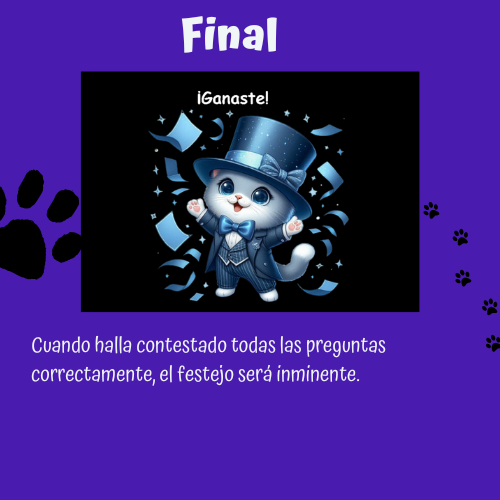 Final
¡Ganaste!
Cuando halla contestado todas las preguntas
correctamente, el festejo será inminente.